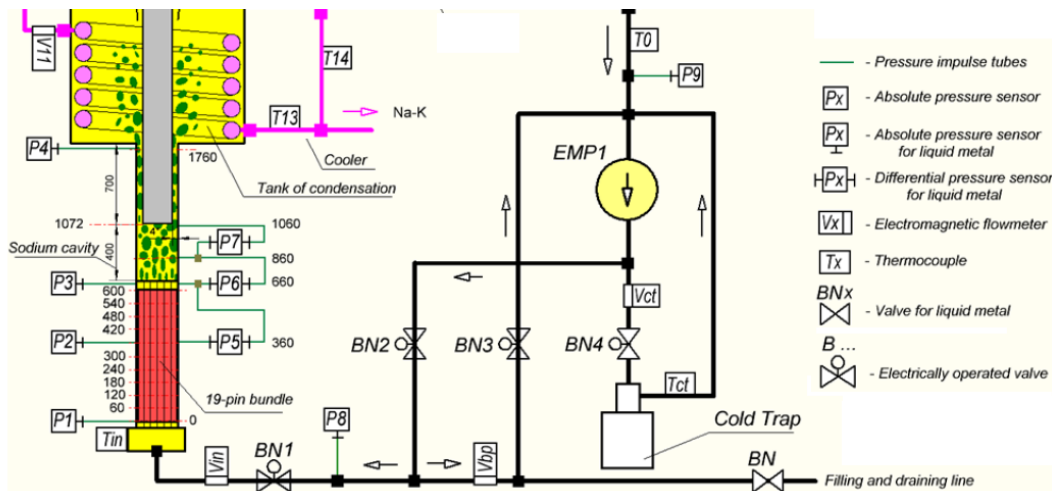 V11
T14
T13
Na-K
Cooler
Tank of condensation
P4
1760
700
1072
1060
4
Sodium cavity
400
P7
860
P3
P6
660
600
540
480
420
P2
P5
360
300
240
180
120
60
19-pin bundle
P1
0
Tin
Vin
BN1
P8
Vbp
T0
P9
EMP1
Vct
BN2
BN3
BN4
Tct
Cold Trap
BN
Filling and draining line
- Pressure impulse tubes
Px - Absolute pressure sensor
Px - Absolute pressure sensor
for liquid metal
Px - Differential pressure sensor
for liquid metal
Vx - Electromagnetic flowmeter
Tx - Thermocouple
BNx
- Valve for liquid metal
B ...
- Electrically operated valve